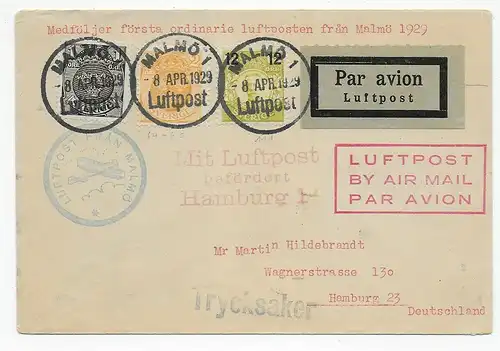 Medföljer första ordinarie luftposten från Malmö 1929
MALMÖ 1
- 8 APR.1929
Luftpost
MALMÖ 1
- 8 APR.1929
Luftpost
12 12
MALMÖ 1
- 8 APR.1929
Luftpost
Par avion
Luftpost
LUFTPOST FRÅN MALMÖ
Mit Luftpost
befördert
Hamburg 1
LUFTPOST
BY AIR MAIL
PAR AVION
Mr Martin Hildebrandt
Wagnerstrasse 130
Hamburg 23
Deutschland
Trycksaker